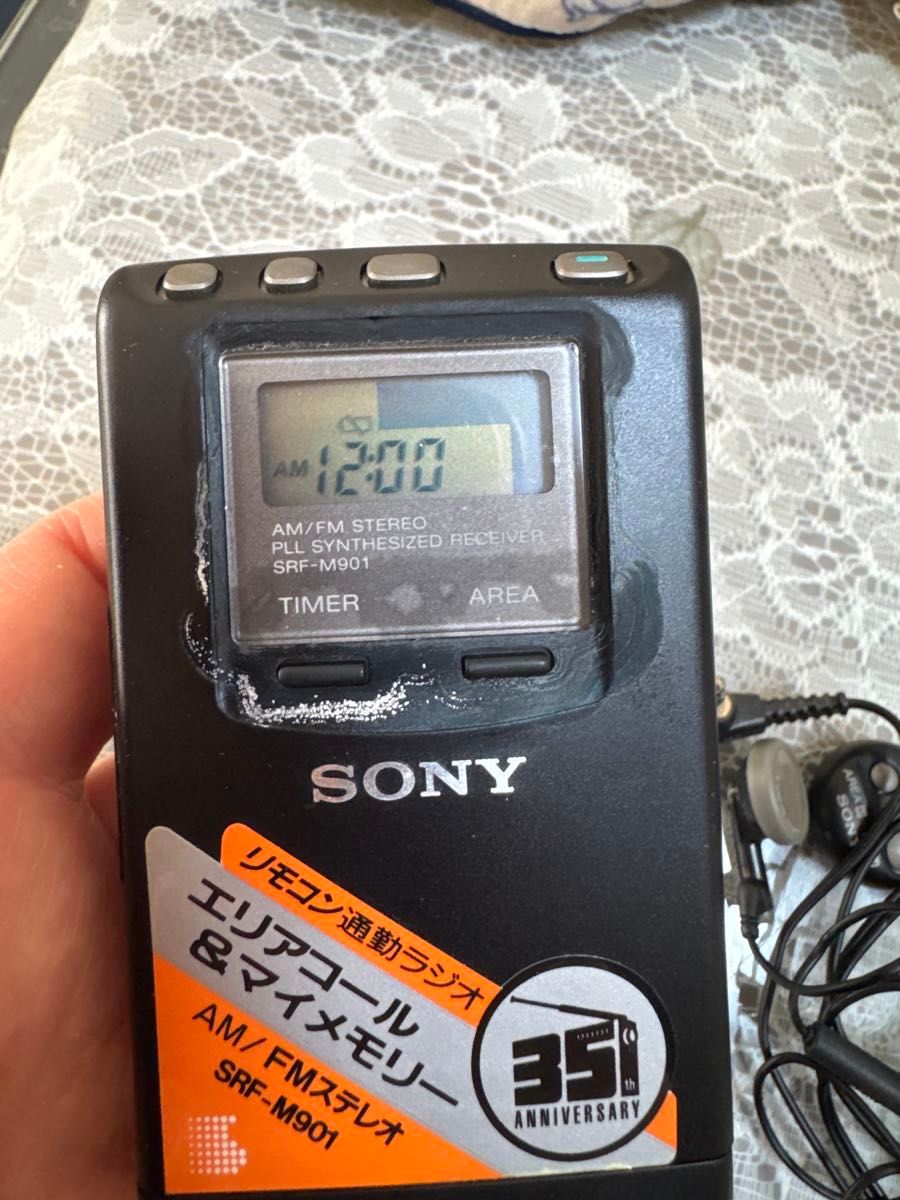 AM 12:00
AM/FM STEREO
PLL SYNTHESIZED RECEIVER
SRF-M901
TIMER AREA
SONY
リモコン通勤ラジオ
エリアコール
&マイメモリー
AM/FMステレオ
SRF-M901
35th
ANNIVERSARY
AREA
SONY